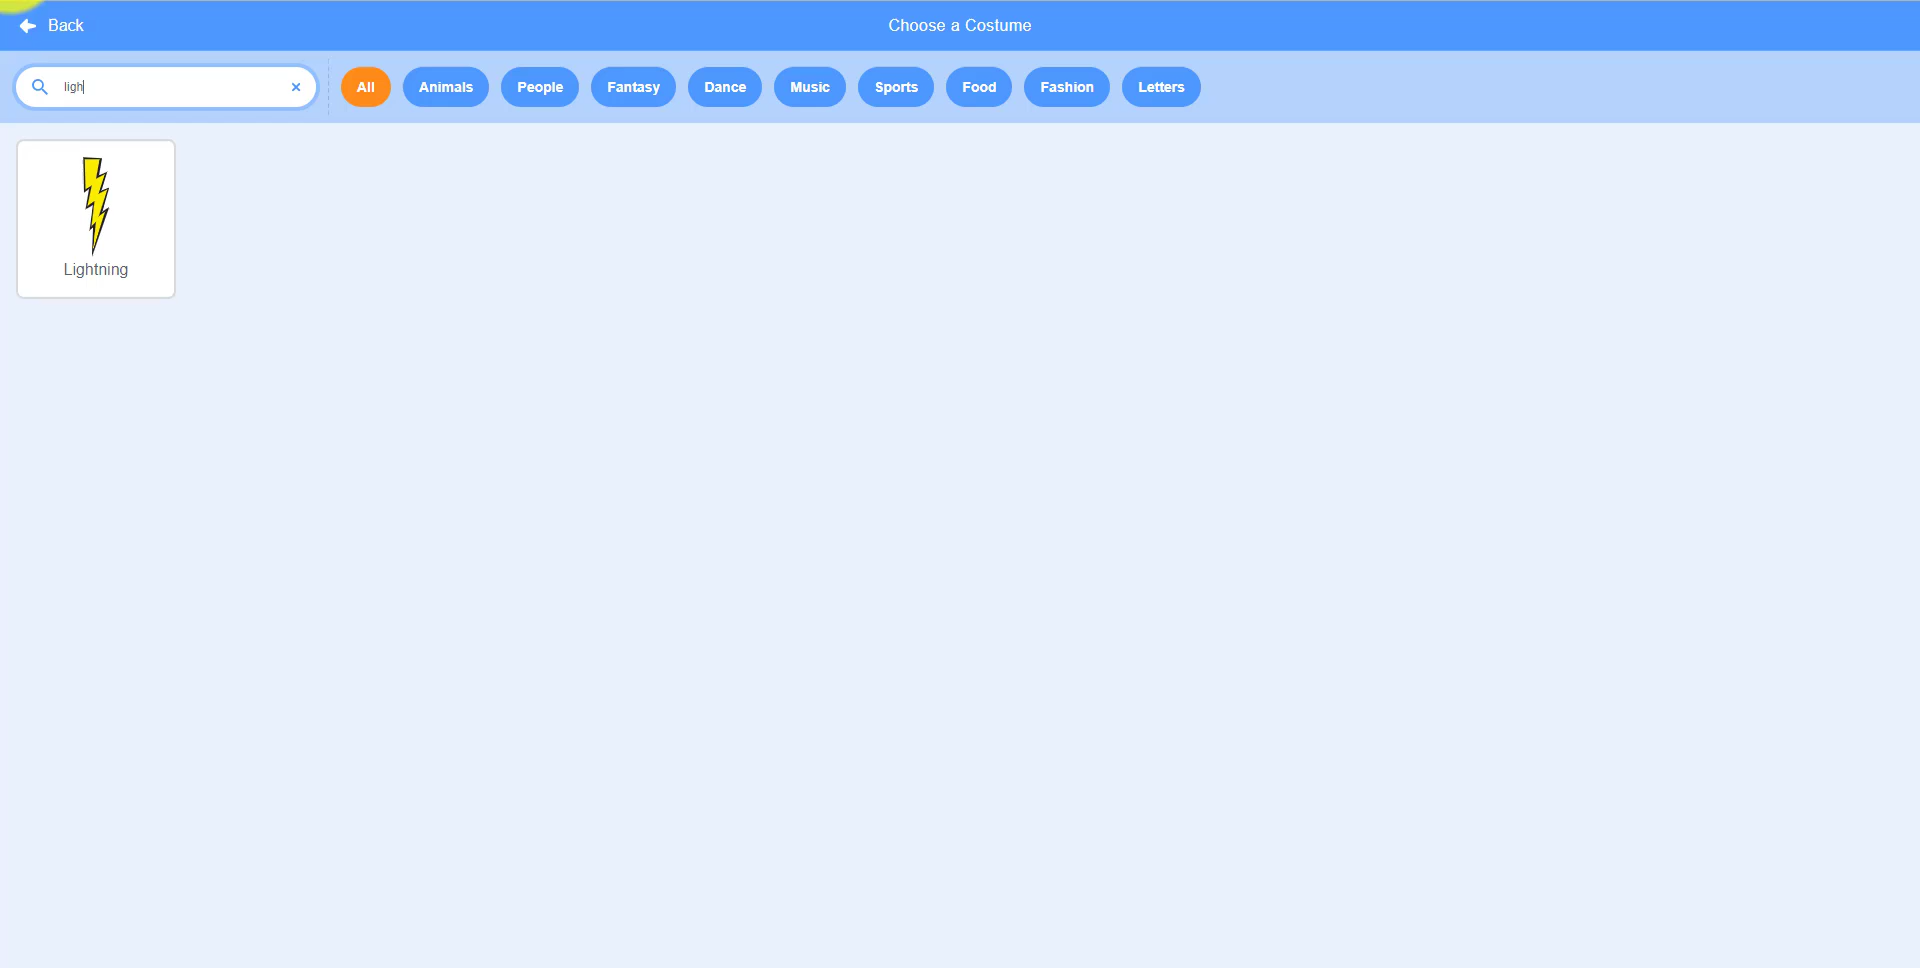 Back
Choose a Costume
ligh
All
Animals
People
Fantasy
Dance
Music
Sports
Food
Fashion
Letters
Lightning